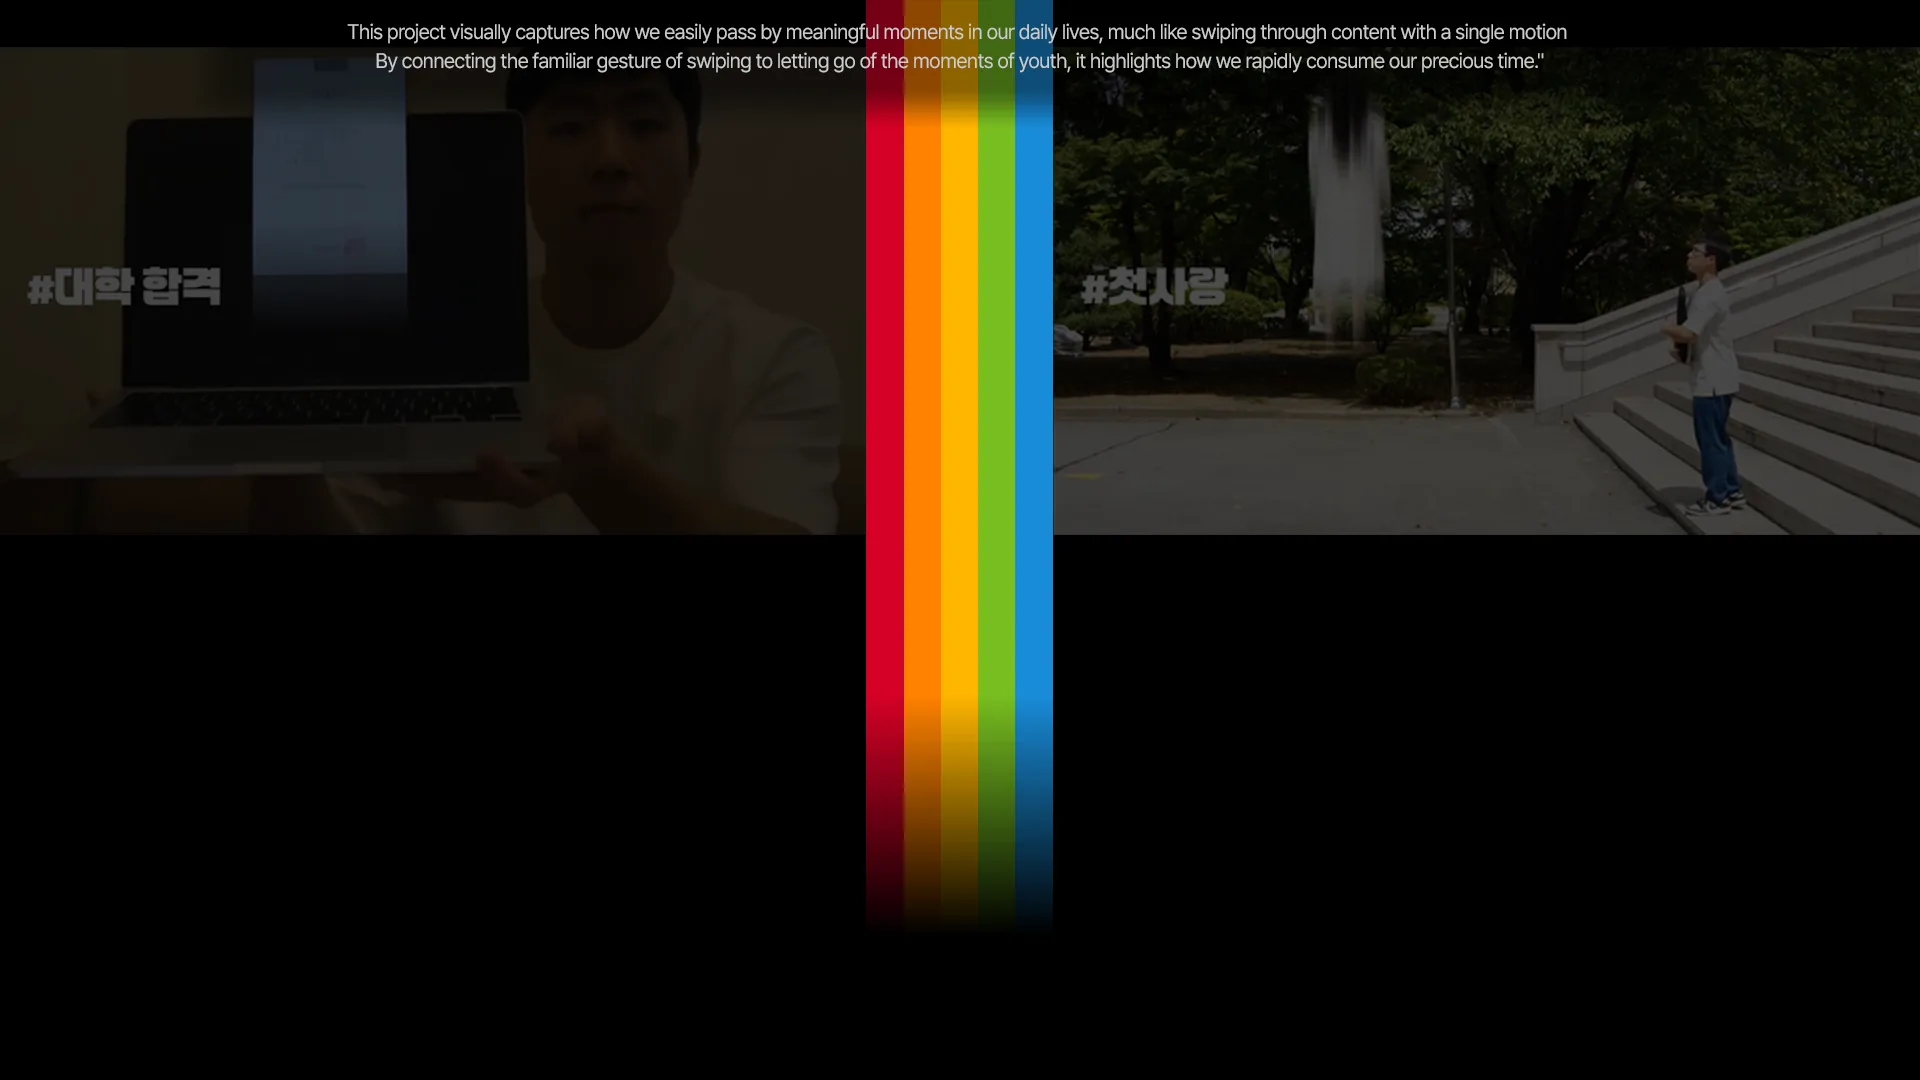 This project visually captures how we easily pass by meaningful moments in our daily lives, much like swiping through content with a single motion
By connecting the familiar gesture of swiping to letting go of the moments of youth, it highlights how we rapidly consume our precious time."
#대학 합격
#첫사랑